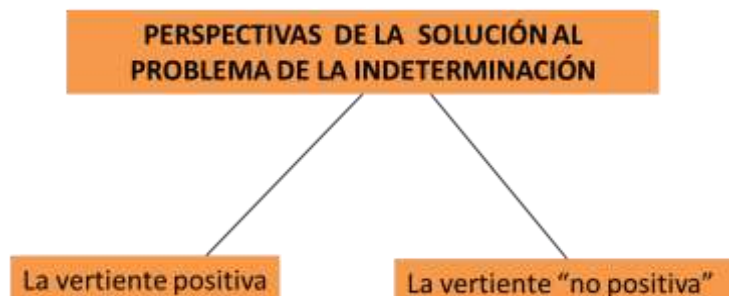 PERSPECTIVAS DE LA SOLUCIÓN AL
PROBLEMA DE LA INDETERMINACIÓN
La vertiente positiva
La vertiente “no positiva”